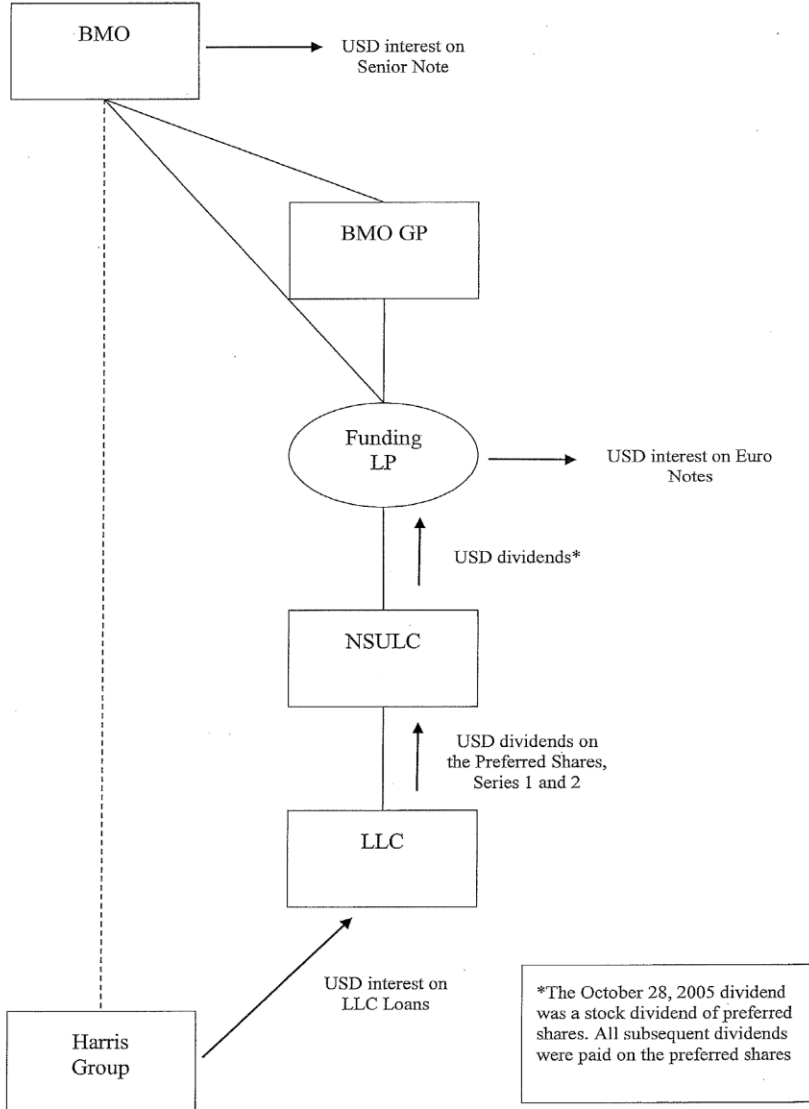 BMO
USD interest on
Senior Note
BMO GP
Funding
LP
USD interest on Euro
Notes
USD dividends*
NSULC
USD dividends on
the Preferred Shares,
Series 1 and 2
LLC
USD interest on
LLC Loans
Harris
Group
*The October 28, 2005 dividend
was a stock dividend of preferred
shares. All subsequent dividends
were paid on the preferred shares